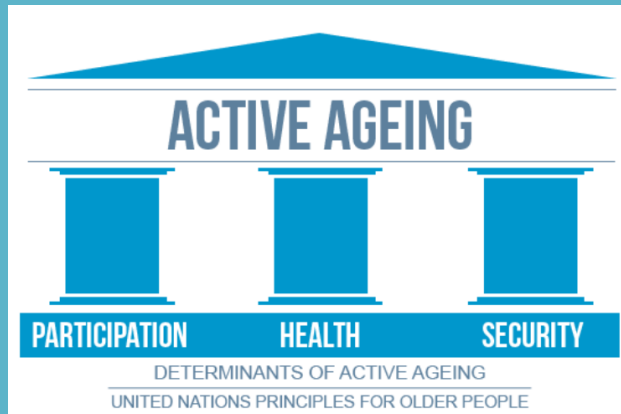 ACTIVE AGEING
PARTICIPATION HEALTH SECURITY
DETERMINANTS OF ACTIVE AGEING
UNITED NATIONS PRINCIPLES FOR OLDER PEOPLE